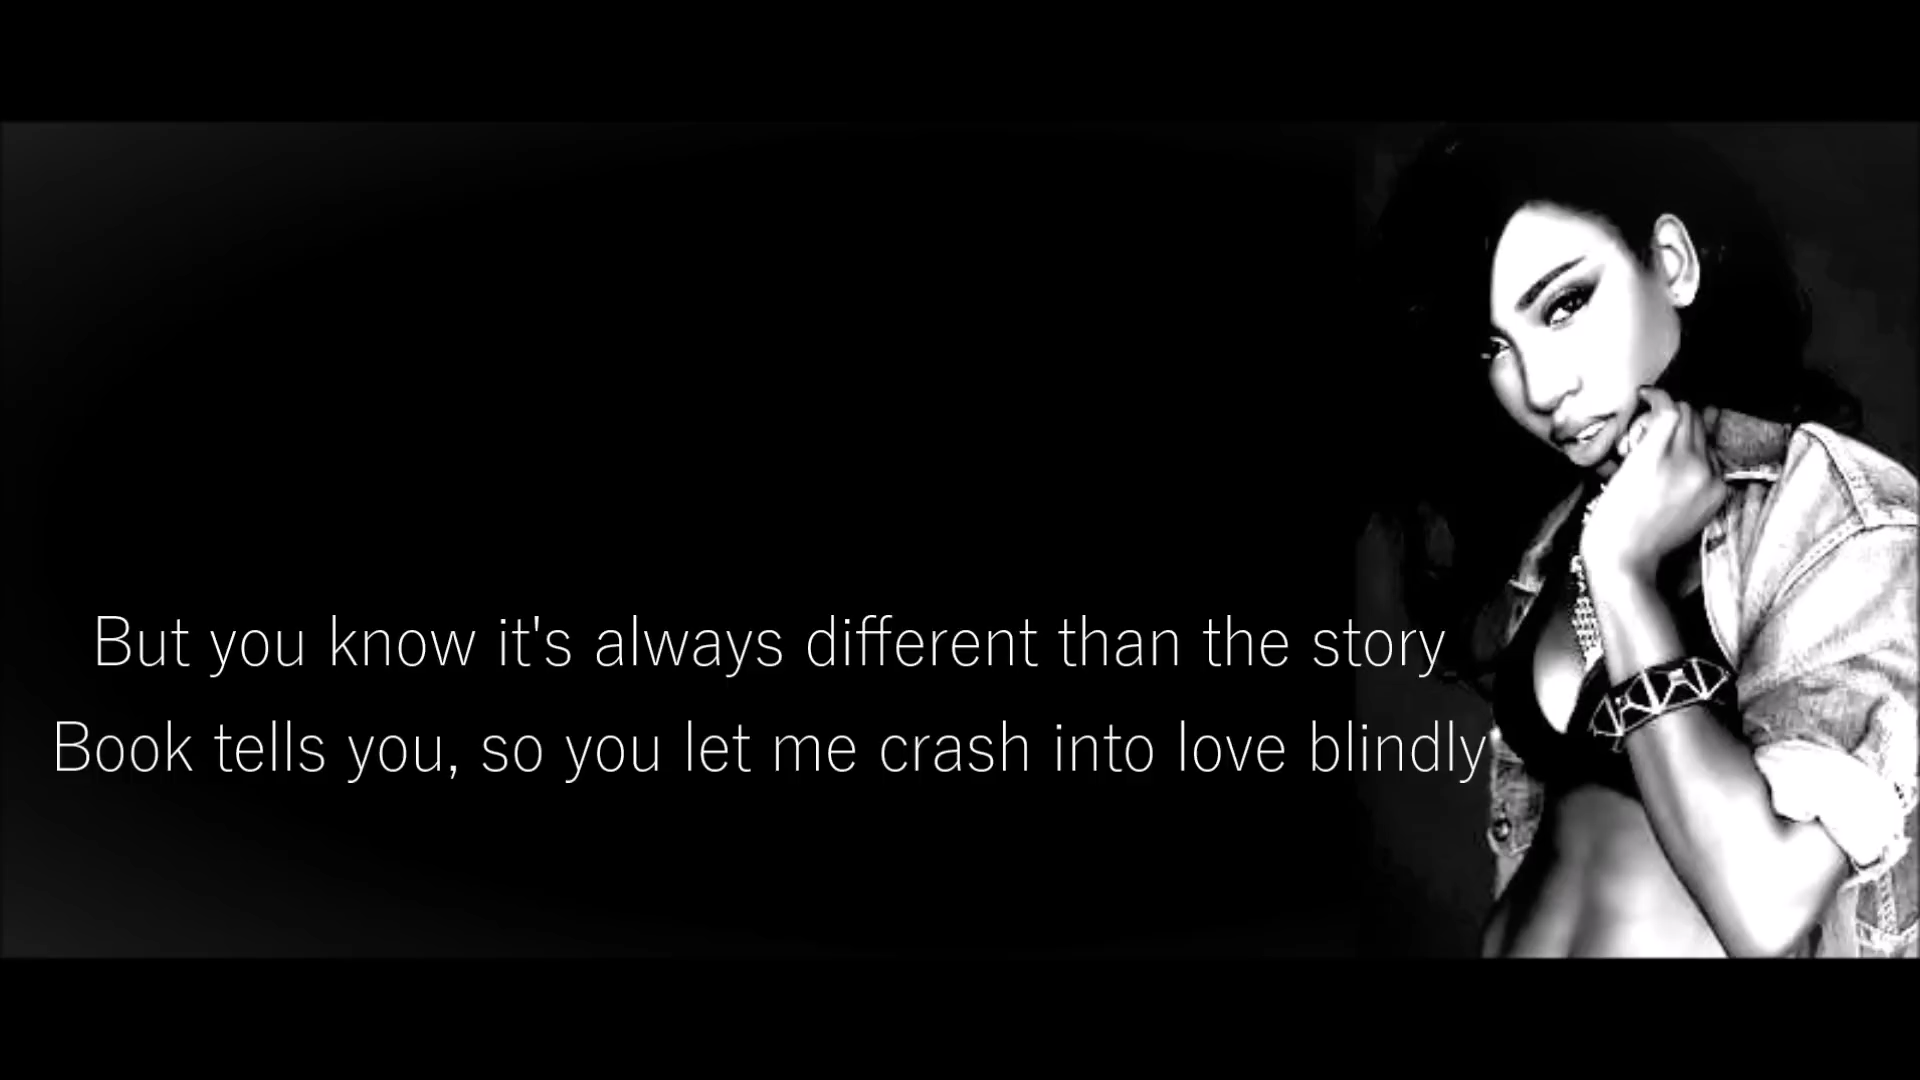 But you know it's always different than the story
Book tells you, so you let me crash into love blindly